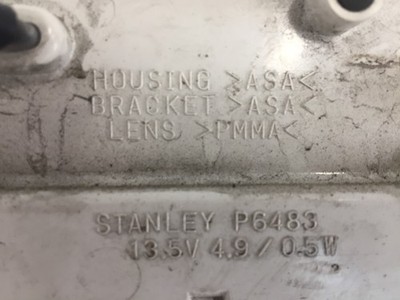 HOUSING >ASA<
BRACKET >ASA<
LENS >PMMA<
STANLEY P6483
13.5V 4.9/0.5W